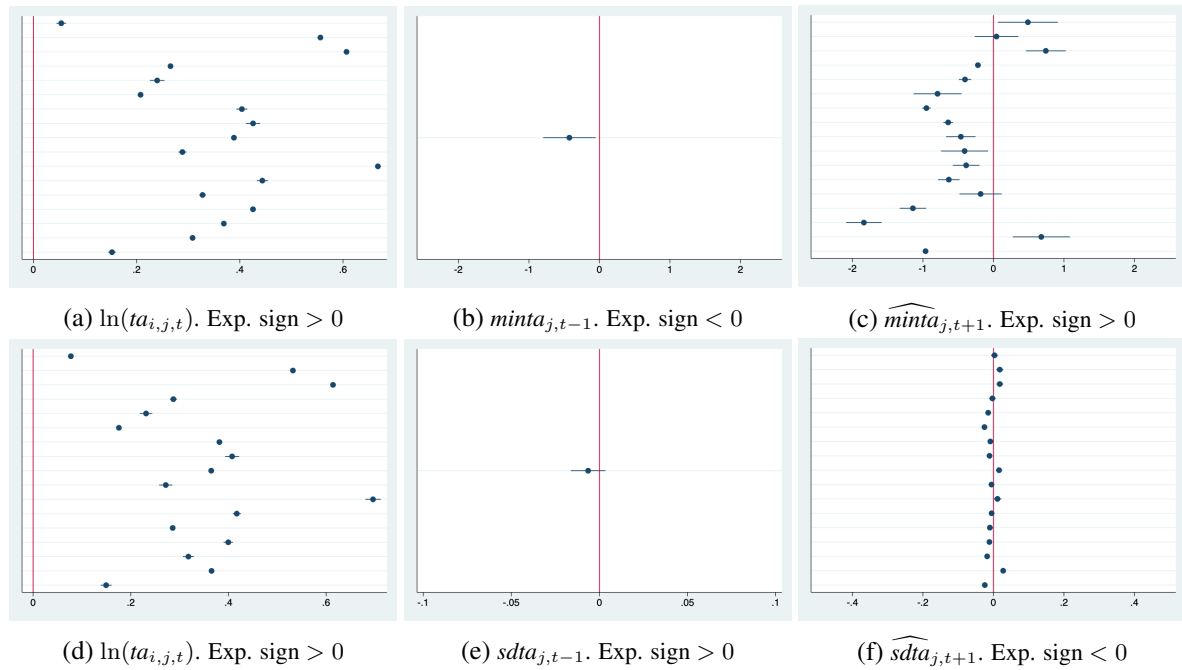 0 .2 .4 .6
-2 -1 0 1 2
-2 -1 0 1 2
(a) ln(ta_{i,j,t}). Exp. sign > 0
(b) minta_{j,t−1}. Exp. sign < 0
(c) \widehat{minta}_{j,t+1}. Exp. sign > 0
0 .2 .4 .6
-.1 -.05 0 .05 .1
-.4 -.2 0 .2 .4
(d) ln(ta_{i,j,t}). Exp. sign > 0
(e) sdta_{j,t−1}. Exp. sign > 0
(f) \widehat{sdta}_{j,t+1}. Exp. sign < 0